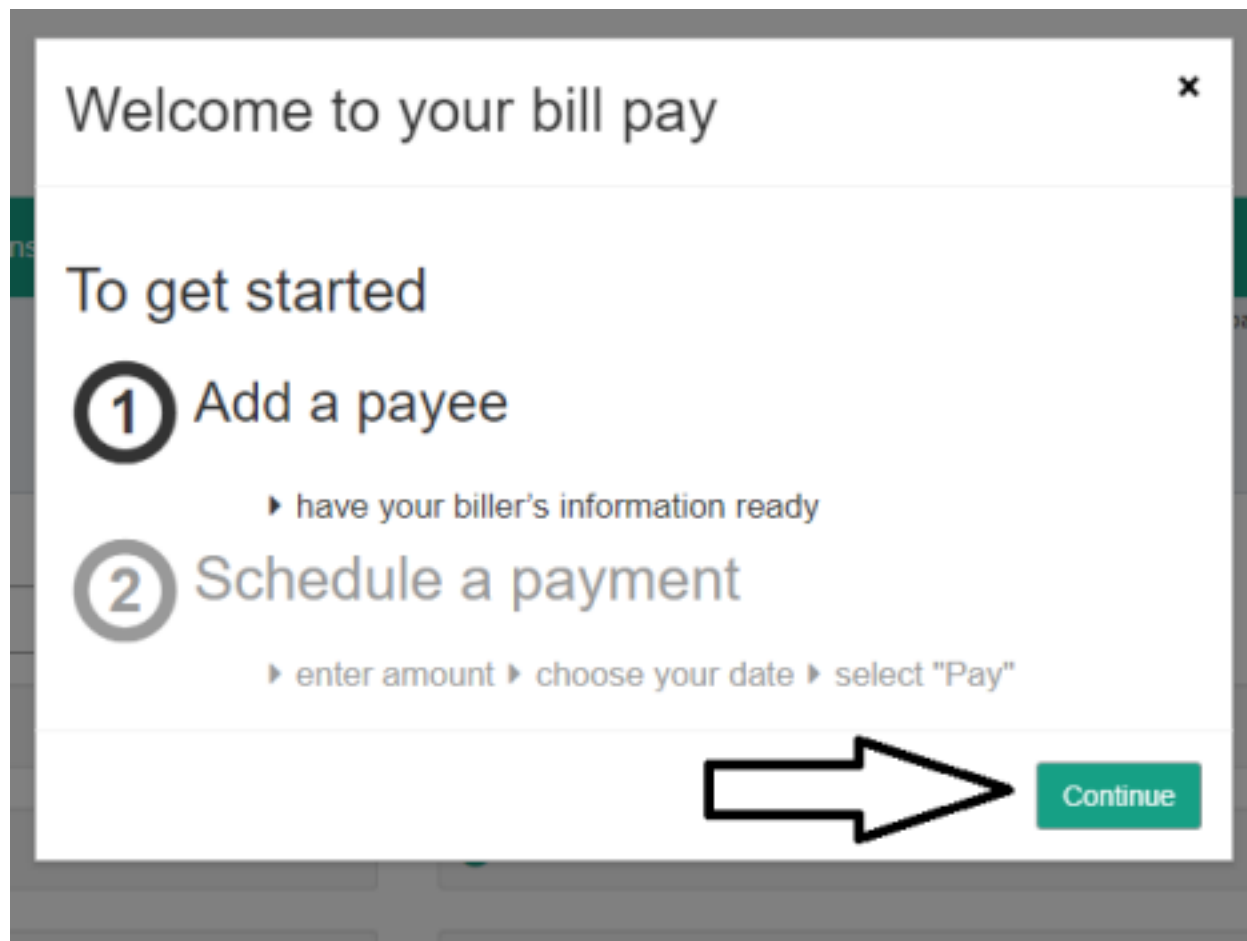 Welcome to your bill pay
×
To get started
1 Add a payee
have your biller’s information ready
2 Schedule a payment
enter amount choose your date select "Pay"
Continue